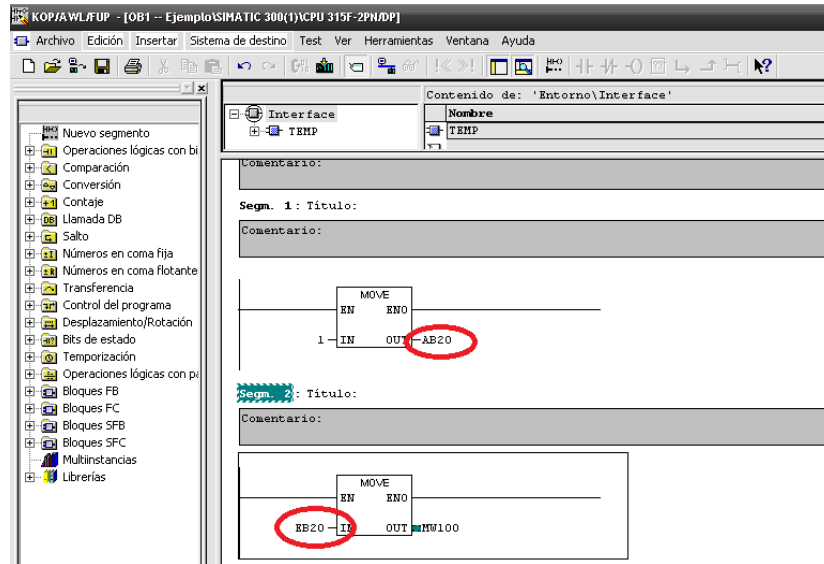 KOP/AWL/FUP - [OB1 -- Ejemplo\SIMATIC 300(1)\CPU 315F-2PN/DP]
Archivo Edición Insertar Sistema de destino Test Ver Herramientas Ventana Ayuda
Contenido de: 'Entorno\Interface'
Interface
TEMP
Nombre
TEMP
Nuevo segmento
Operaciones lógicas con bi
Comparación
Conversión
Contaje
Llamada DB
Salto
Números en coma fija
Números en coma flotante
Transferencia
Control del programa
Desplazamiento/Rotación
Bits de estado
Temporización
Operaciones lógicas con pa
Bloques FB
Bloques FC
Bloques SFB
Bloques SFC
Multiinstancias
Librerías
Comentario:
Segm. 1: Título:
Comentario:
MOVE
EN ENO
1 IN OUT AB20
Segm. 2: Título:
Comentario:
MOVE
EN ENO
EB20 IN OUT MW100